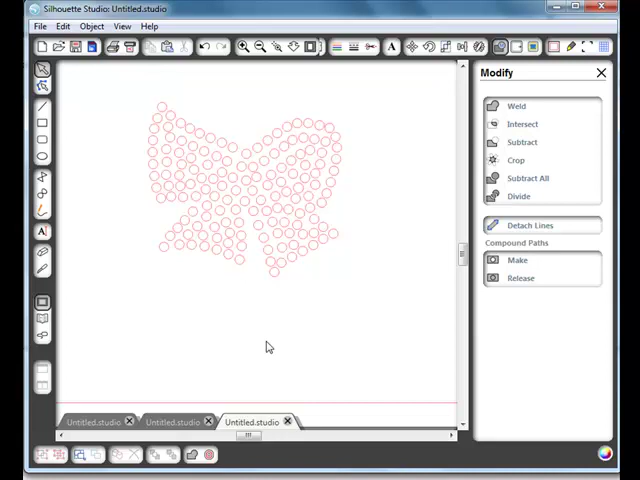 Silhouette Studio: Untitled.studio
File Edit Object View Help
Modify
Weld
Intersect
Subtract
Crop
Subtract All
Divide
Detach Lines
Compound Paths
Make
Release
Untitled.studio Untitled.studio Untitled.studio